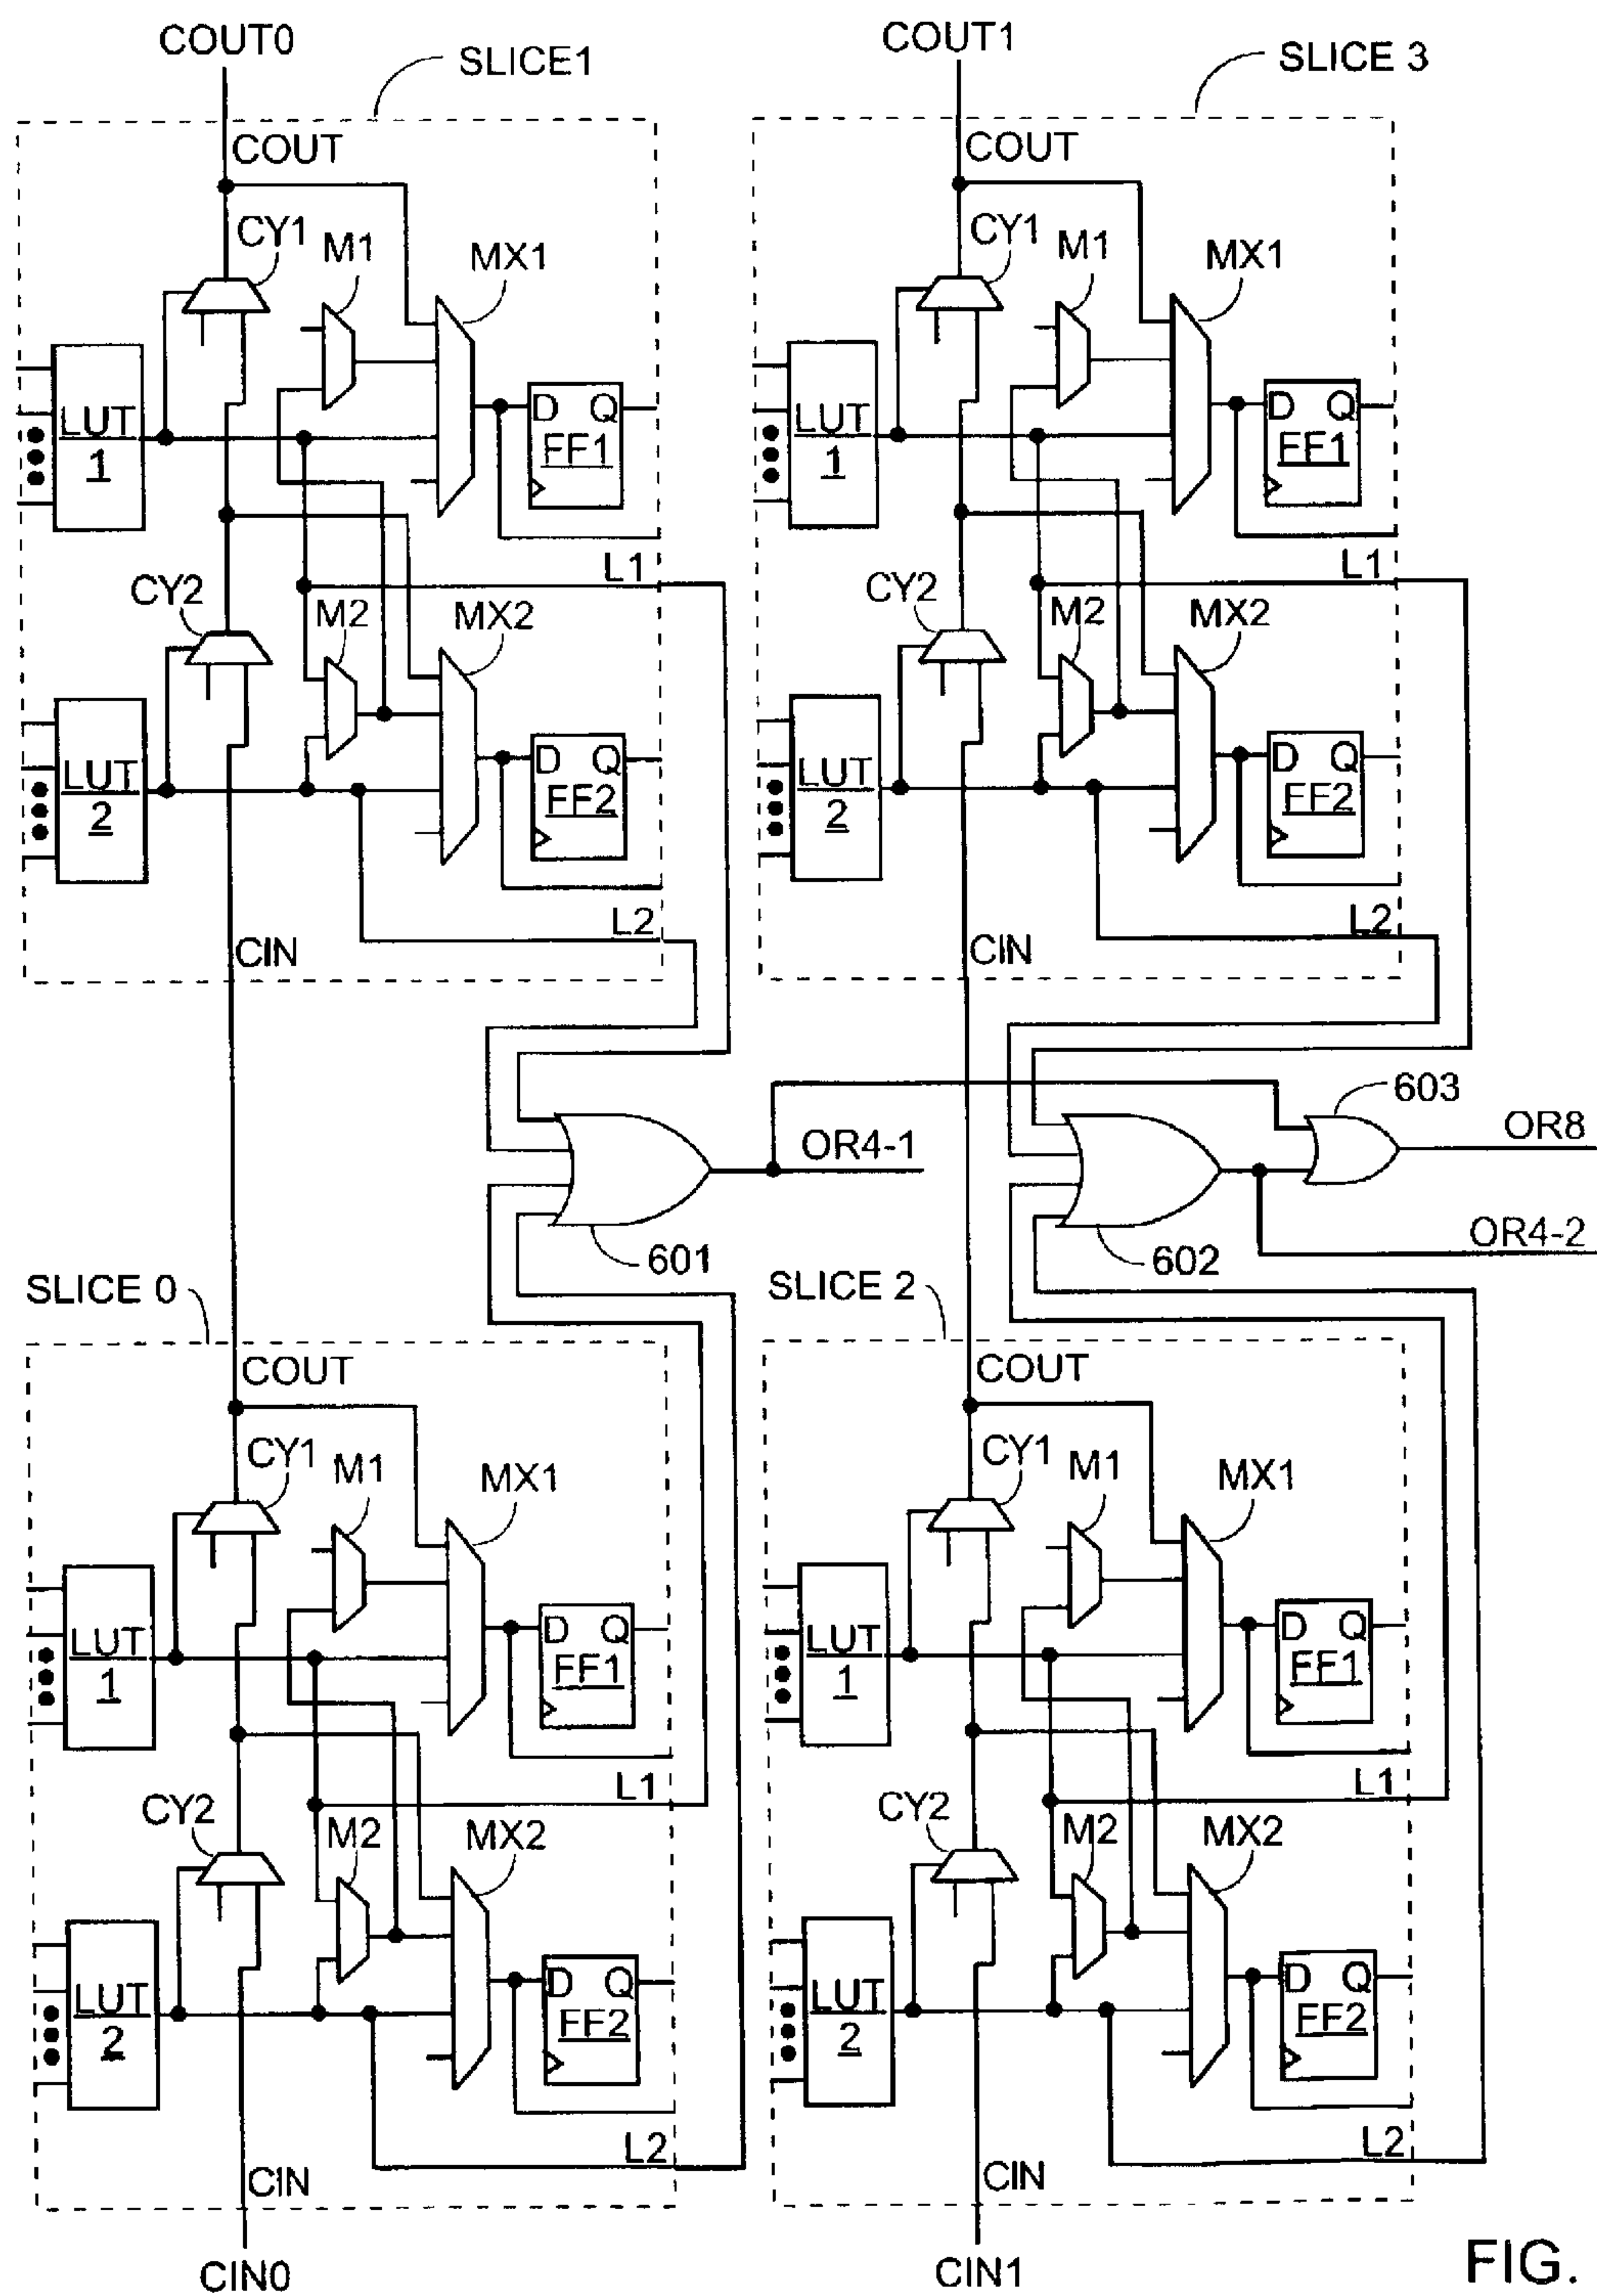 COUT0
SLICE1
COUT1
SLICE 3
COUT
COUT
CY1
M1
MX1
CY1
M1
MX1
LUT
1
D Q
FF1
LUT
1
D Q
FF1
L1
L1
CY2
M2
MX2
CY2
M2
MX2
LUT
2
D Q
FF2
LUT
2
D Q
FF2
L2
L2
CIN
CIN
603
OR4-1
OR8
OR4-2
601
602
SLICE 0
SLICE 2
COUT
COUT
CY1
M1
MX1
CY1
M1
MX1
LUT
1
D Q
FF1
LUT
1
D Q
FF1
L1
L1
CY2
M2
MX2
CY2
M2
MX2
LUT
2
D Q
FF2
LUT
2
D Q
FF2
L2
L2
CIN
CIN
CIN0
CIN1
FIG.